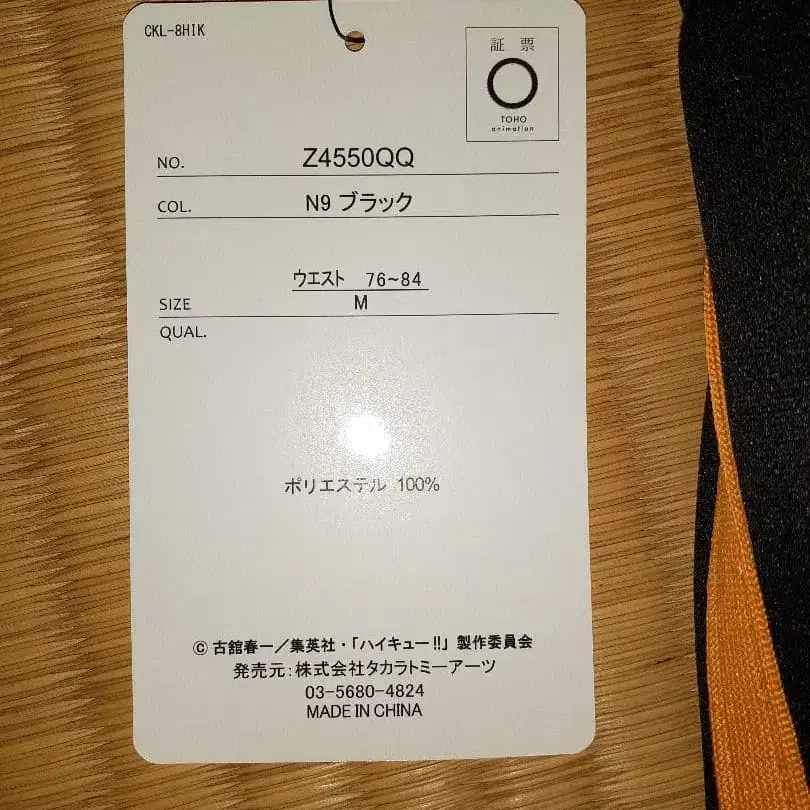 CKL-8HIK
証 票
TOHO
animation
NO. Z4550QQ
COL. N9 ブラック
ウエスト 76~84
SIZE M
QUAL.
ポリエステル 100%
© 古舘春一/集英社・「ハイキュー!!」製作委員会
発売元:株式会社タカラトミーアーツ
03-5680-4824
MADE IN CHINA